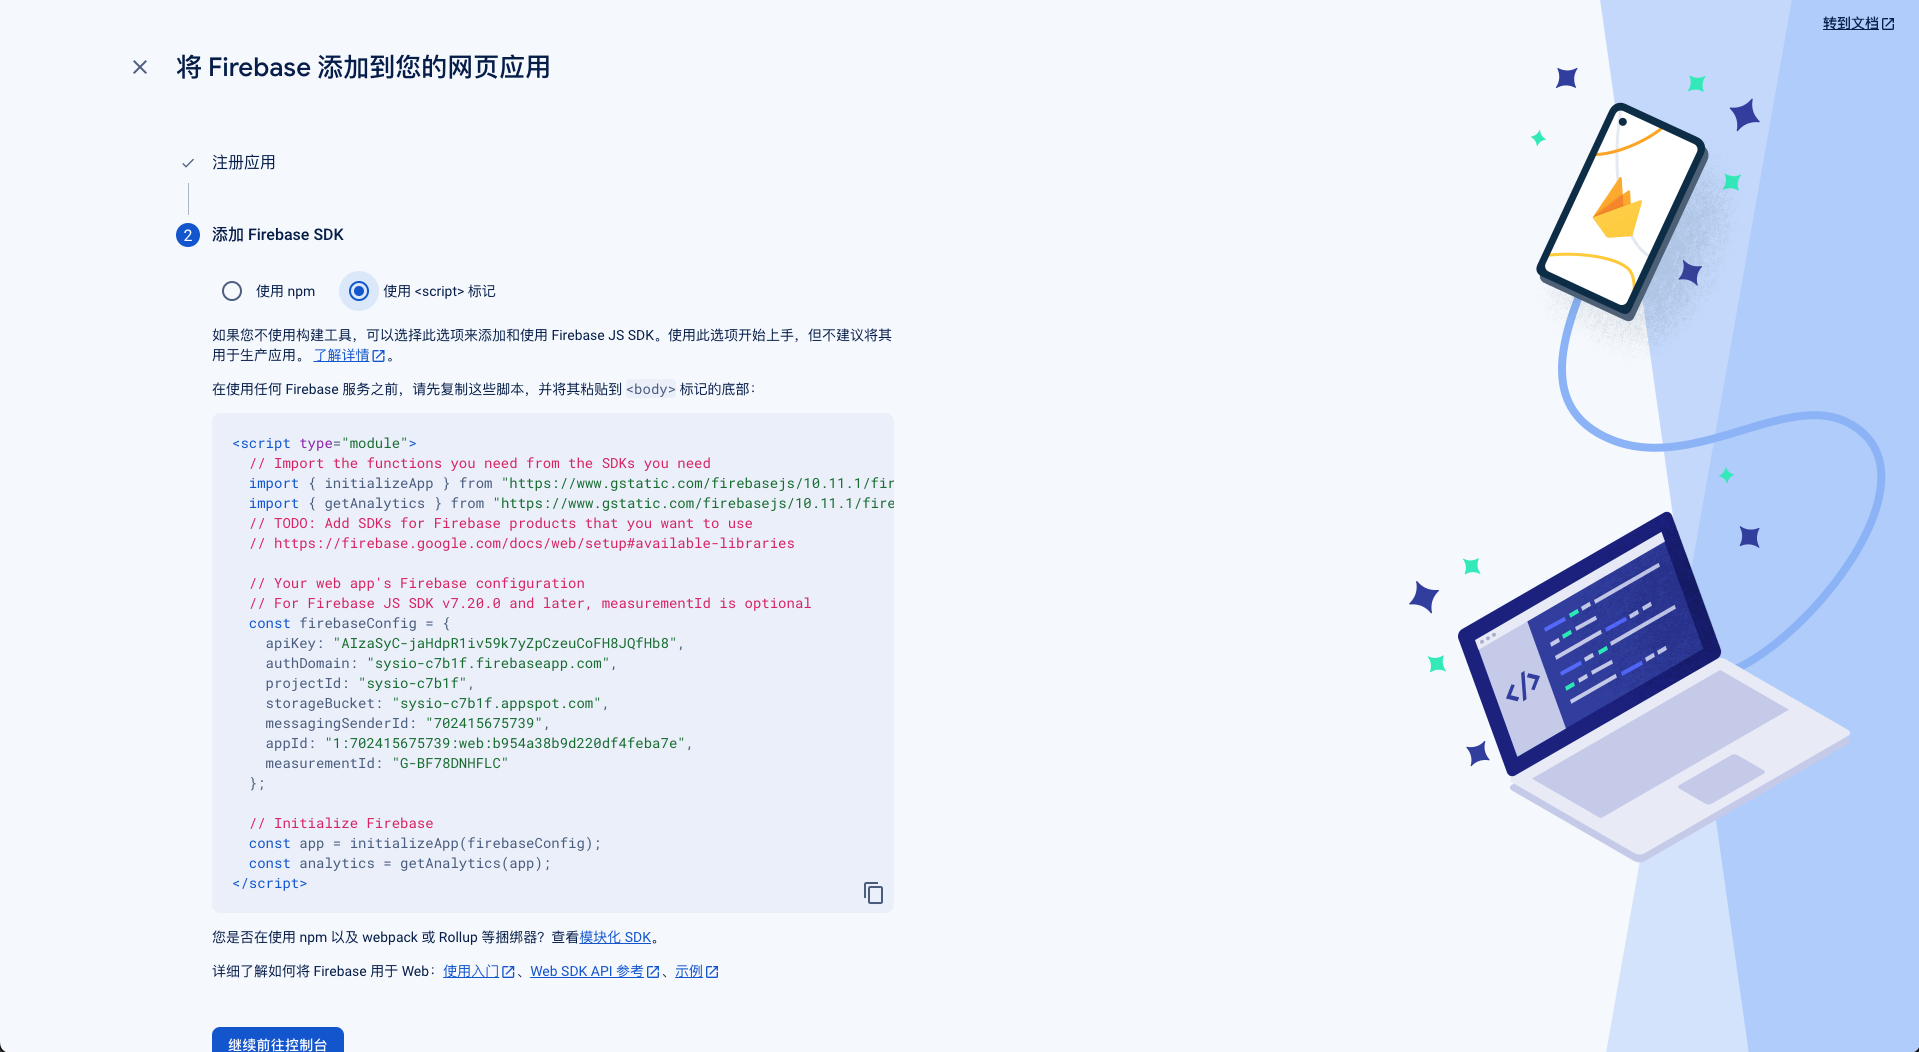 转到文档
将 Firebase 添加到您的网页应用
注册应用
2 添加 Firebase SDK
使用 npm 使用 <script> 标记
如果您不使用构建工具，可以选择此选项来添加和使用 Firebase JS SDK。使用此选项开始上手，但不建议将其
用于生产应用。 了解详情。
在使用任何 Firebase 服务之前，请先复制这些脚本，并将其粘贴到 <body> 标记的底部：
<script type="module">
  // Import the functions you need from the SDKs you need
  import { initializeApp } from "https://www.gstatic.com/firebasejs/10.11.1/fir
  import { getAnalytics } from "https://www.gstatic.com/firebasejs/10.11.1/fire
  // TODO: Add SDKs for Firebase products that you want to use
  // https://firebase.google.com/docs/web/setup#available-libraries

  // Your web app's Firebase configuration
  // For Firebase JS SDK v7.20.0 and later, measurementId is optional
  const firebaseConfig = {
    apiKey: "AIzaSyC-jaHdpR1iv59k7yZpCzeuCoFH8JQfHb8",
    authDomain: "sysio-c7b1f.firebaseapp.com",
    projectId: "sysio-c7b1f",
    storageBucket: "sysio-c7b1f.appspot.com",
    messagingSenderId: "702415675739",
    appId: "1:702415675739:web:b954a38b9d220df4feba7e",
    measurementId: "G-BF78DNHFLC"
  };

  // Initialize Firebase
  const app = initializeApp(firebaseConfig);
  const analytics = getAnalytics(app);
</script>
您是否在使用 npm 以及 webpack 或 Rollup 等捆绑器？查看模块化 SDK。
详细了解如何将 Firebase 用于 Web：使用入门、Web SDK API 参考、示例
继续前往控制台
</>